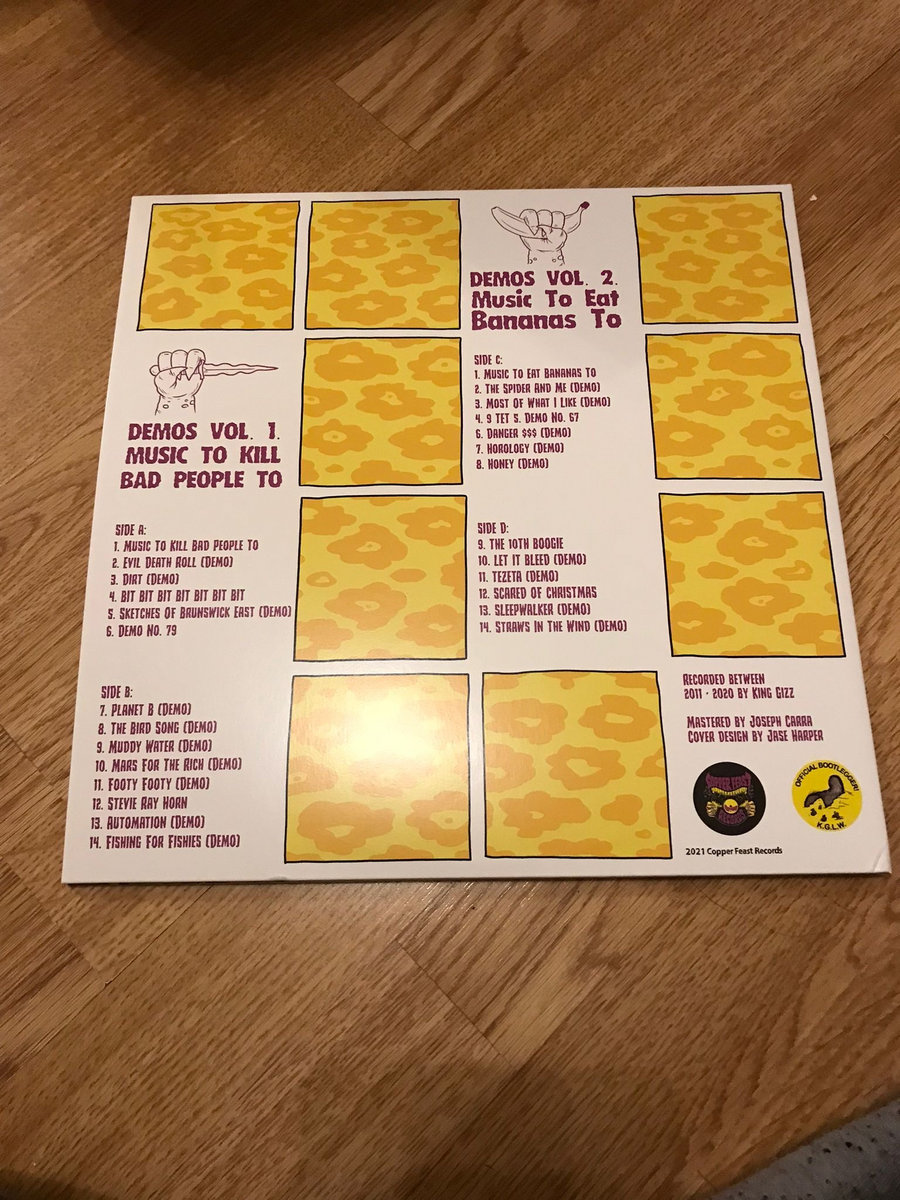 DEMOS VOL. 1.
MUSIC TO KILL
BAD PEOPLE TO
SIDE A:
1. MUSIC TO KILL BAD PEOPLE TO
2. EVIL DEATH ROLL (DEMO)
3. DIRT (DEMO)
4. BIT BIT BIT BIT BIT BIT BIT
5. SKETCHES OF BRUNSWICK EAST (DEMO)
6. DEMO NO. 79
SIDE B:
7. PLANET B (DEMO)
8. THE BIRD SONG (DEMO)
9. MUDDY WATER (DEMO)
10. MARS FOR THE RICH (DEMO)
11. FOOTY FOOTY (DEMO)
12. STEVIE RAY HORN
13. AUTOMATION (DEMO)
14. FISHING FOR FISHIES (DEMO)
DEMOS VOL. 2.
Music To Eat
Bananas To
SIDE C:
1. MUSIC TO EAT BANANAS TO
2. THE SPIDER AND ME (DEMO)
3. MOST OF WHAT I LIKE (DEMO)
4. 9 TET 5. DEMO NO. 67
6. DANGER $$$ (DEMO)
7. HOROLOGY (DEMO)
8. HONEY (DEMO)
SIDE D:
9. THE 10TH BOOGIE
10. LET IT BLEED (DEMO)
11. TEZETA (DEMO)
12. SCARED OF CHRISTMAS
13. SLEEPWALKER (DEMO)
14. STRAWS IN THE WIND (DEMO)
RECORDED BETWEEN
2011 - 2020 BY KING GIZZ
MASTERED BY JOSEPH CARRA
COVER DESIGN BY JASE HARPER
COPPER FEAST
RECORDS
OFFICIAL BOOTLEGGER!
K.G.L.W.
2021 Copper Feast Records